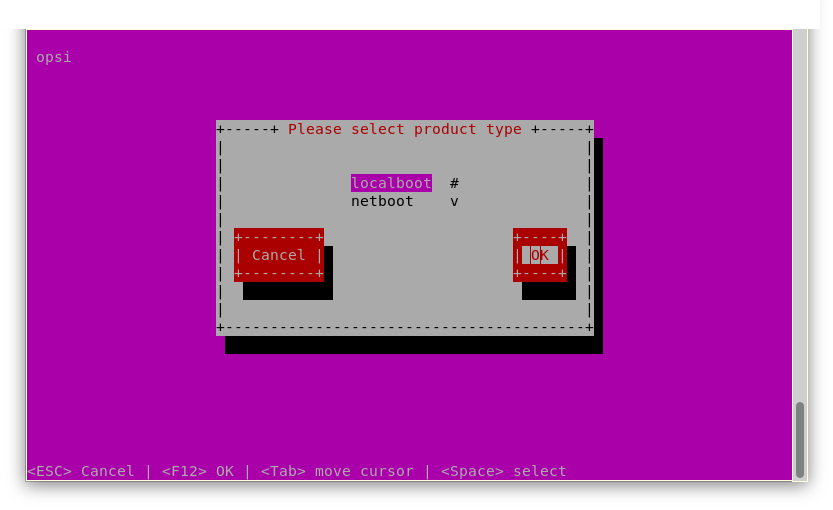 opsi
+-----+ Please select product type +-----+
localboot #
netboot v
+--------+ +----+
| Cancel | | OK |
+--------+ +----+
+----------------------------------------+
<ESC> Cancel | <F12> OK | <Tab> move cursor | <Space> select